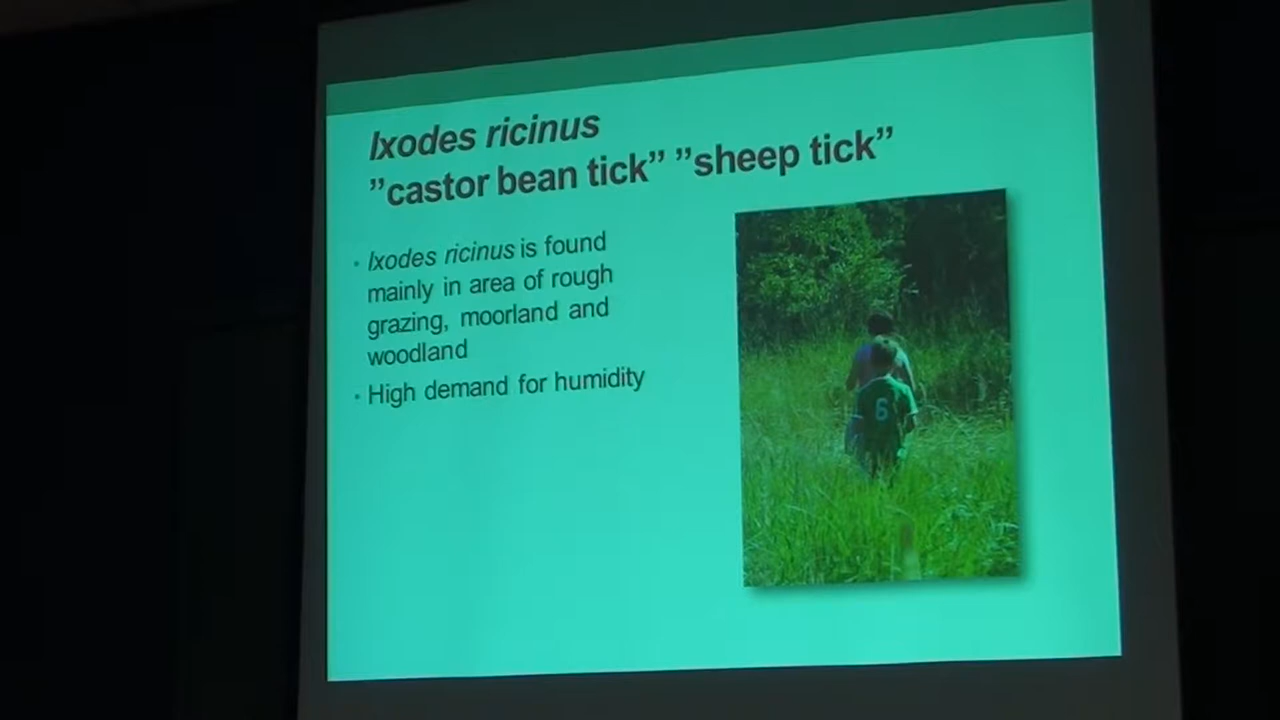 Ixodes ricinus
”castor bean tick” ”sheep tick”
• Ixodes ricinus is found
mainly in area of rough
grazing, moorland and
woodland
• High demand for humidity
6